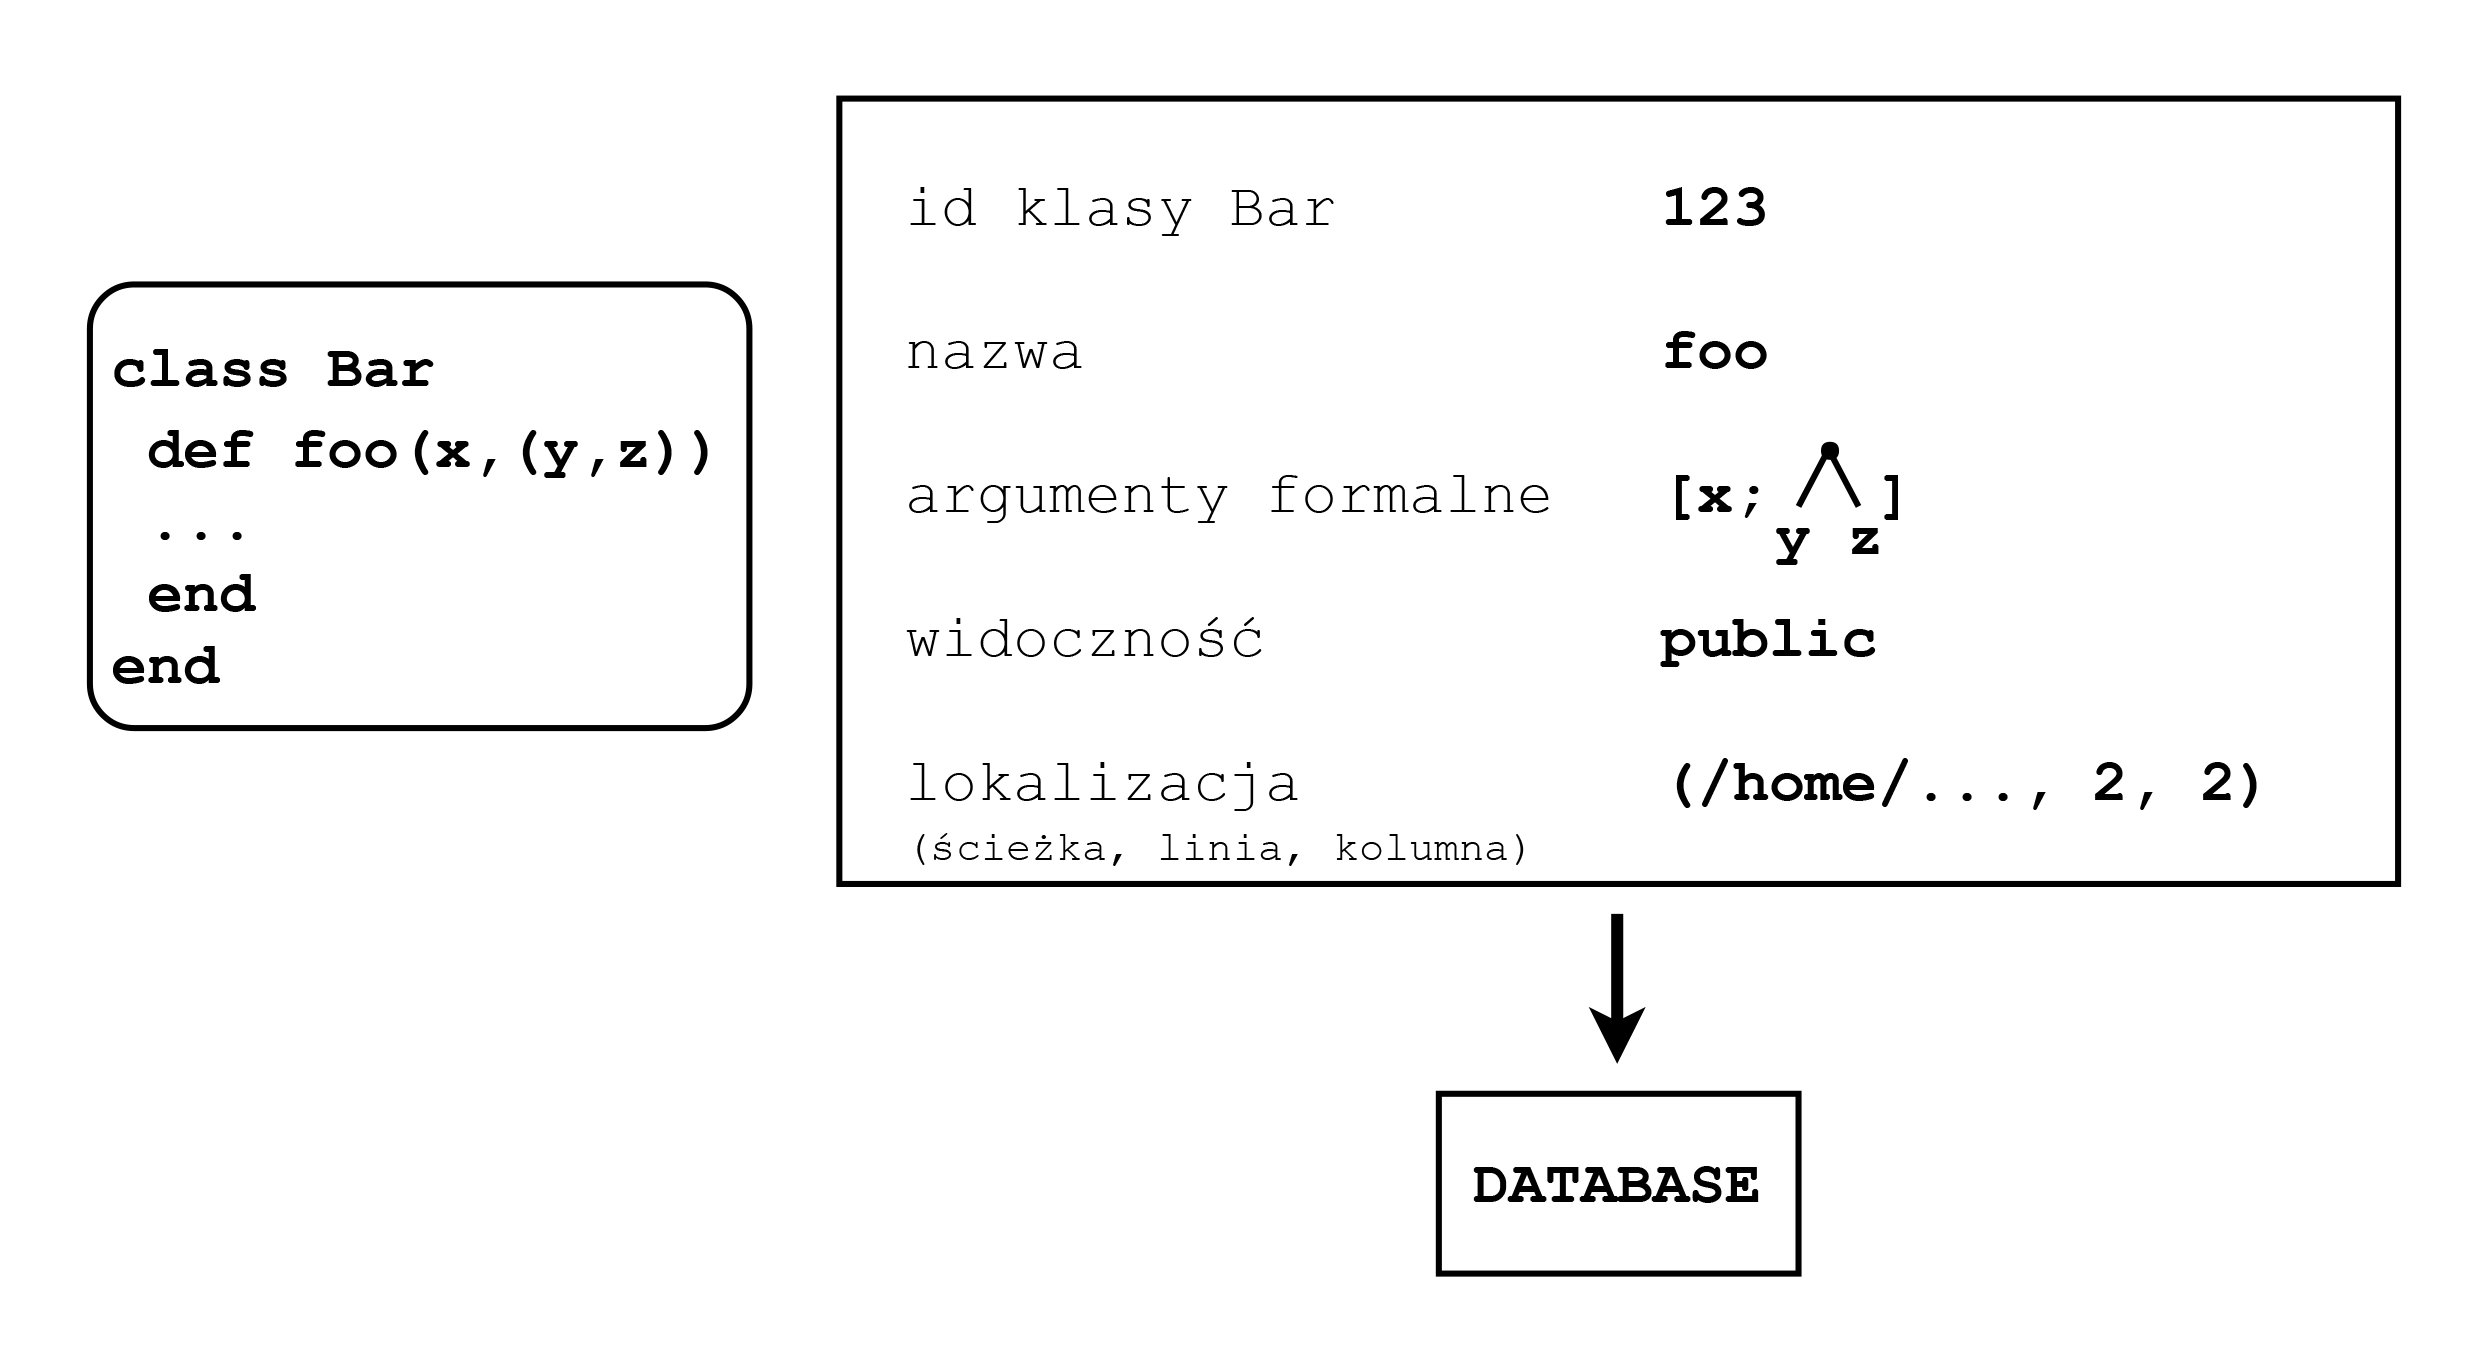 class Bar
def foo(x,(y,z))
...
end
end
id klasy Bar 123
nazwa foo
argumenty formalne [x; ]
y z
widoczność public
lokalizacja (/home/..., 2, 2)
(ścieżka, linia, kolumna)
DATABASE